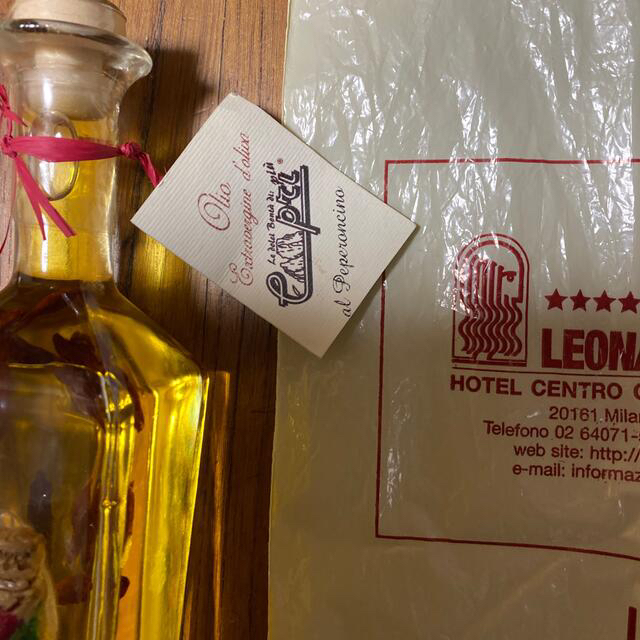 Olio
Extravergine d'oliva
al Peperoncino
LEONA
HOTEL CENTRO C
20161 Milan
Telefono 02 64071-
web site: http://
e-mail: informaz